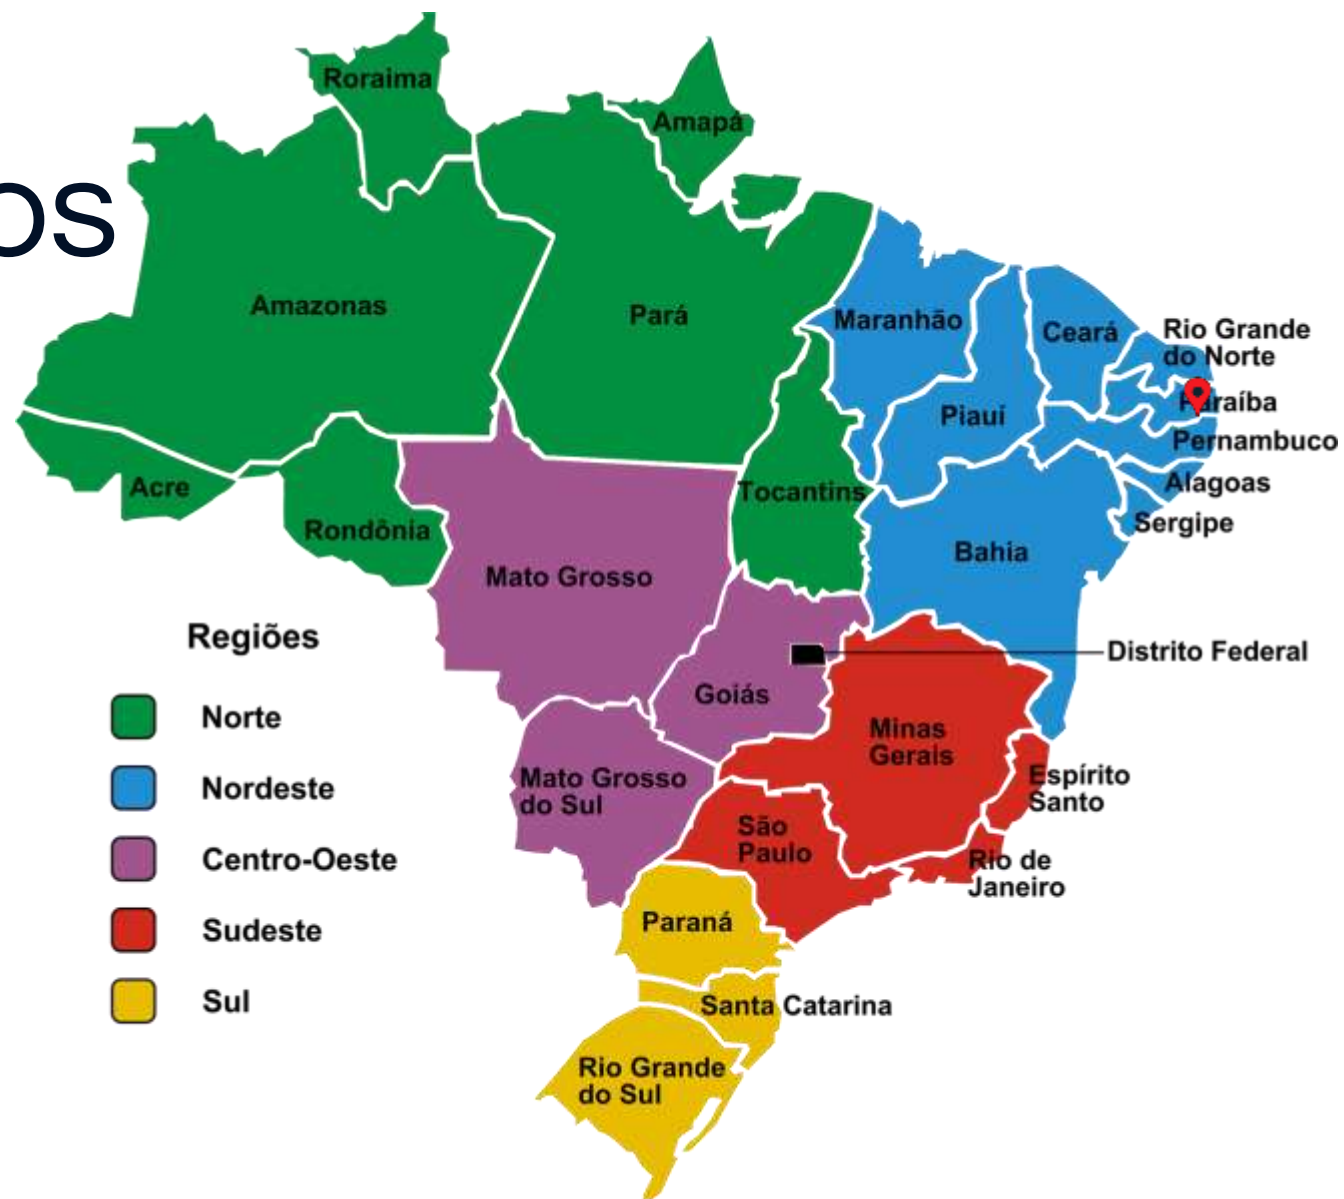 os
Roraima
Amapá
Amazonas
Pará
Maranhão
Ceará
Rio Grande
do Norte
Piauí
Paraíba
Pernambuco
Acre
Tocantins
Alagoas
Rondônia
Sergipe
Bahia
Mato Grosso
Regiões
Distrito Federal
Goiás
Norte
Minas
Gerais
Mato Grosso
do Sul
Espírito
Santo
Nordeste
São
Paulo
Centro-Oeste
Rio de
Janeiro
Paraná
Sudeste
Sul
Santa Catarina
Rio Grande
do Sul